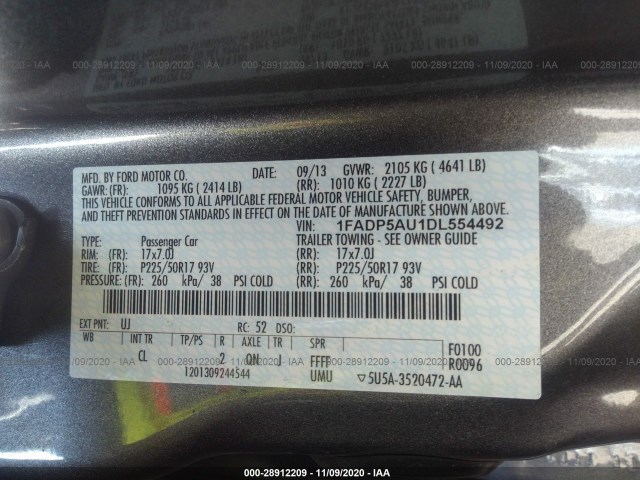 000-28912209 - 11/09/2020 - IAA
MFD. BY FORD MOTOR CO. DATE: 09/13 GVWR: 2105 KG ( 4641 LB)
GAWR: (FR): 1095 KG ( 2414 LB) (RR): 1010 KG ( 2227 LB)
THIS VEHICLE CONFORMS TO ALL APPLICABLE FEDERAL MOTOR VEHICLE SAFETY, BUMPER,
AND THEFT PREVENTION STANDARDS IN EFFECT ON THE DATE OF MANUFACTURE SHOWN ABOVE.
VIN: 1FADP5AU1DL554492
TYPE: Passenger Car TRAILER TOWING - SEE OWNER GUIDE
RIM: (FR): 17x7.0J (RR): 17x7.0J
TIRE: (FR): P225/50R17 93V (RR): P225/50R17 93V
PRESSURE: (FR): 260 kPa/ 38 PSI COLD (RR): 260 kPa/ 38 PSI COLD
EXT PNT: UJ RC: 52 DSO:
WB INT TR TP/PS R AXLE TR SPR F0100
CL 2 QN J FFFF R0096
1201309244544 UMU 5U5A-3520472-AA
000-28912209 - 11/09/2020 - IAA